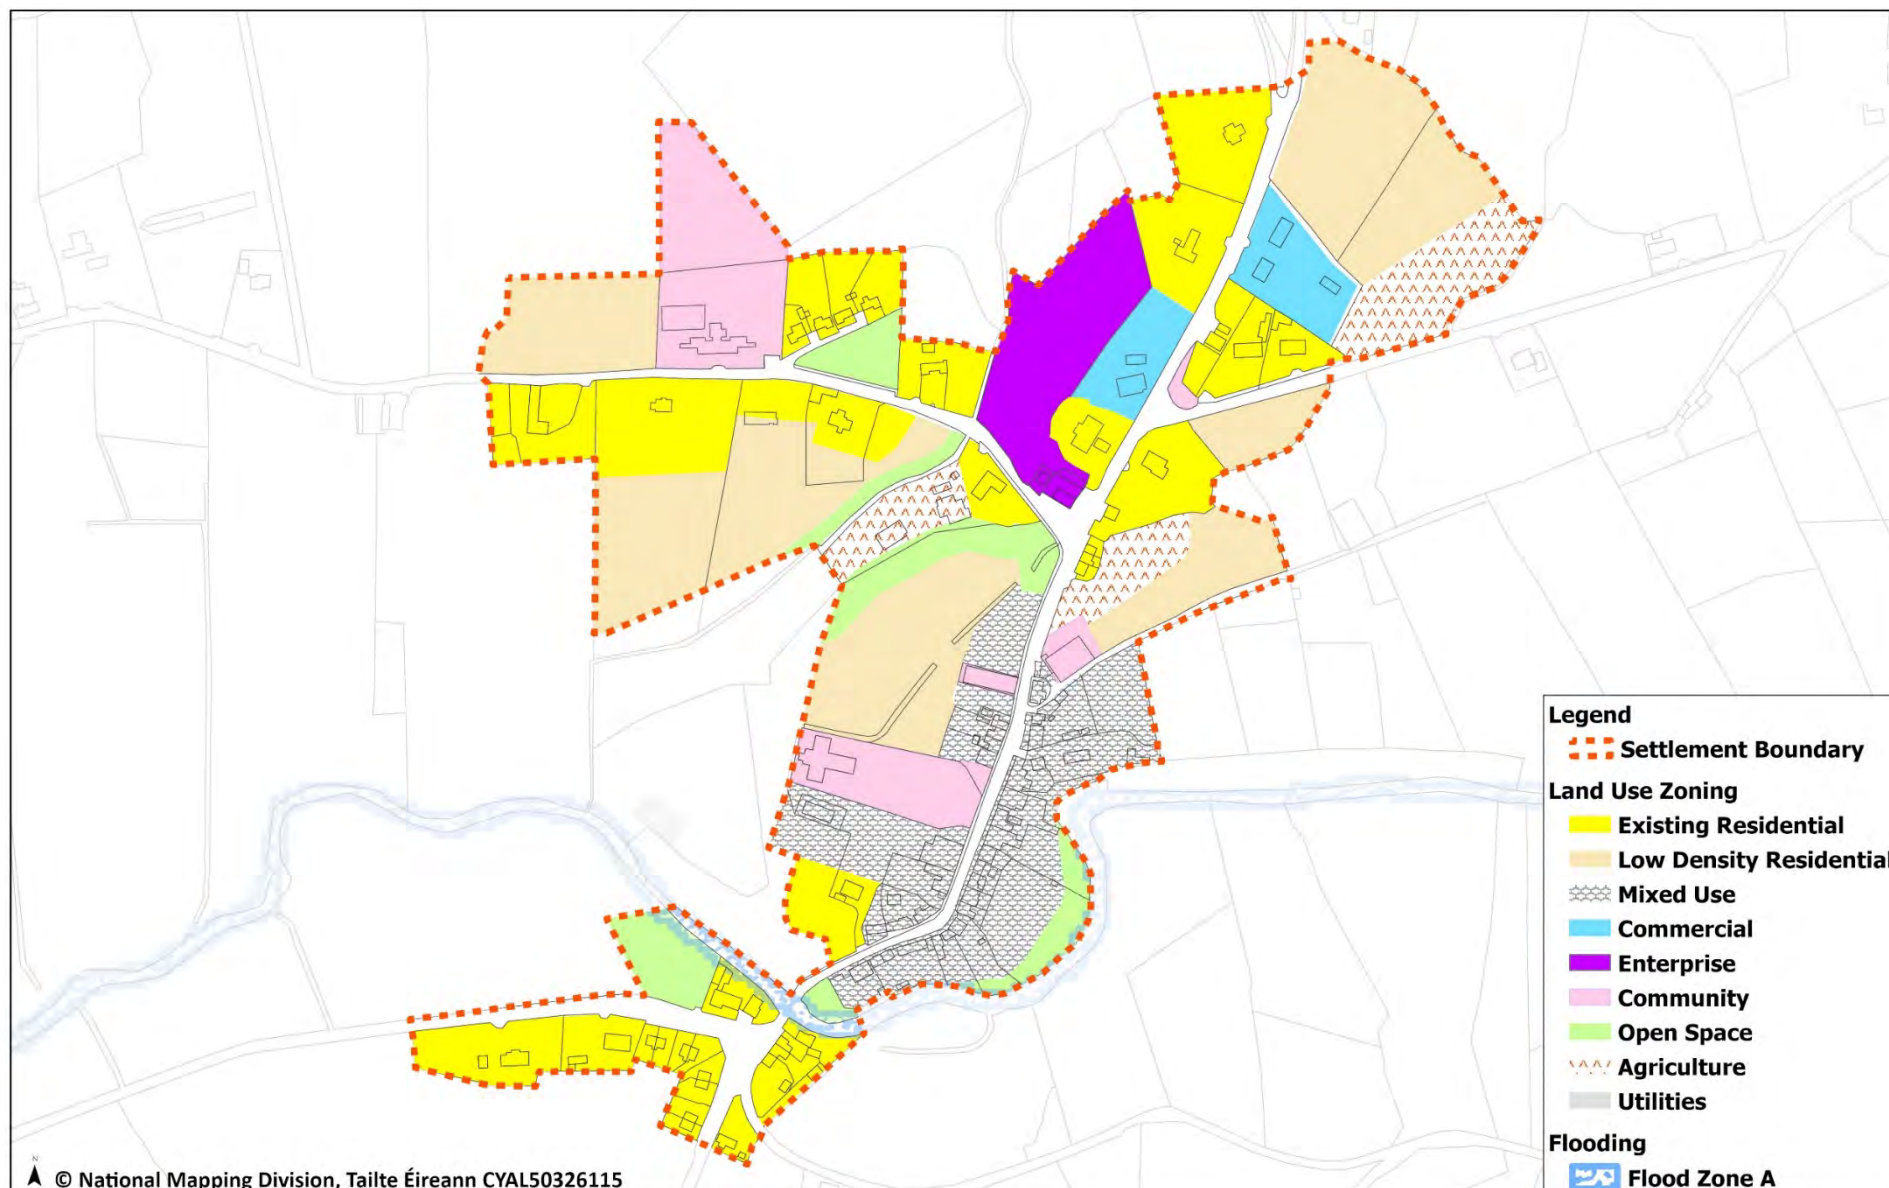 Legend
Settlement Boundary
Land Use Zoning
Existing Residential
Low Density Residential
Mixed Use
Commercial
Enterprise
Community
Open Space
Agriculture
Utilities
Flooding
Flood Zone A
N
© National Mapping Division, Tailte Éireann CYAL50326115